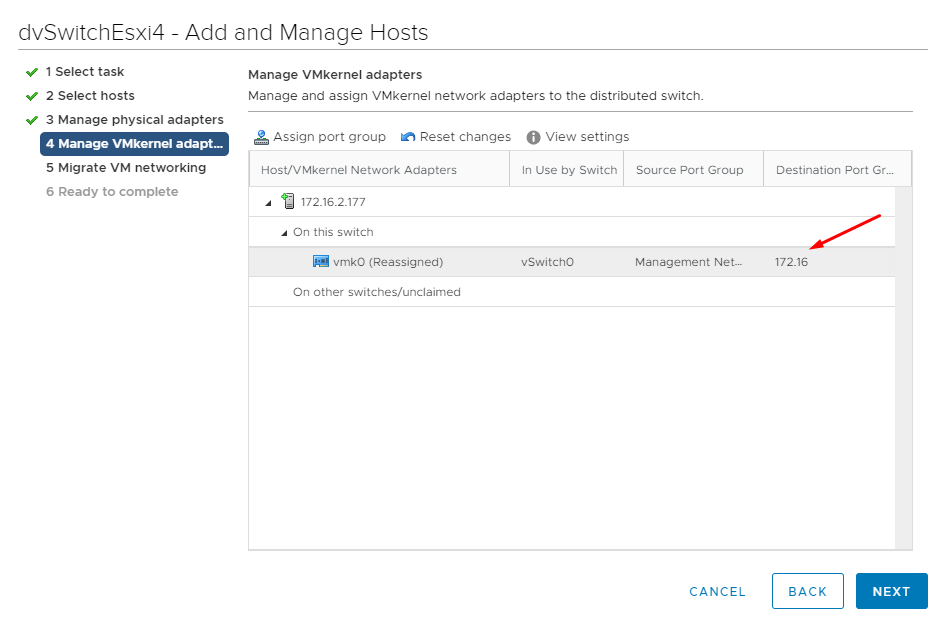 dvSwitchEsxi4 - Add and Manage Hosts
1 Select task
2 Select hosts
3 Manage physical adapters
4 Manage VMkernel adapt...
5 Migrate VM networking
6 Ready to complete
Manage VMkernel adapters
Manage and assign VMkernel network adapters to the distributed switch.
Assign port group Reset changes View settings
Host/VMkernel Network Adapters In Use by Switch Source Port Group Destination Port Gr...
172.16.2.177
On this switch
vmk0 (Reassigned) vSwitch0 Management Net... 172.16
On other switches/unclaimed
CANCEL BACK NEXT